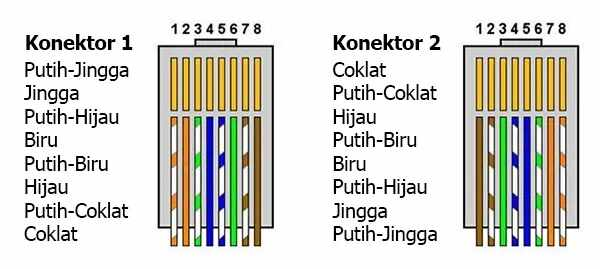 1 2 3 4 5 6 7 8
Konektor 1
Putih-Jingga
Jingga
Putih-Hijau
Biru
Putih-Biru
Hijau
Putih-Coklat
Coklat
1 2 3 4 5 6 7 8
Konektor 2
Coklat
Putih-Coklat
Hijau
Putih-Biru
Biru
Putih-Hijau
Jingga
Putih-Jingga